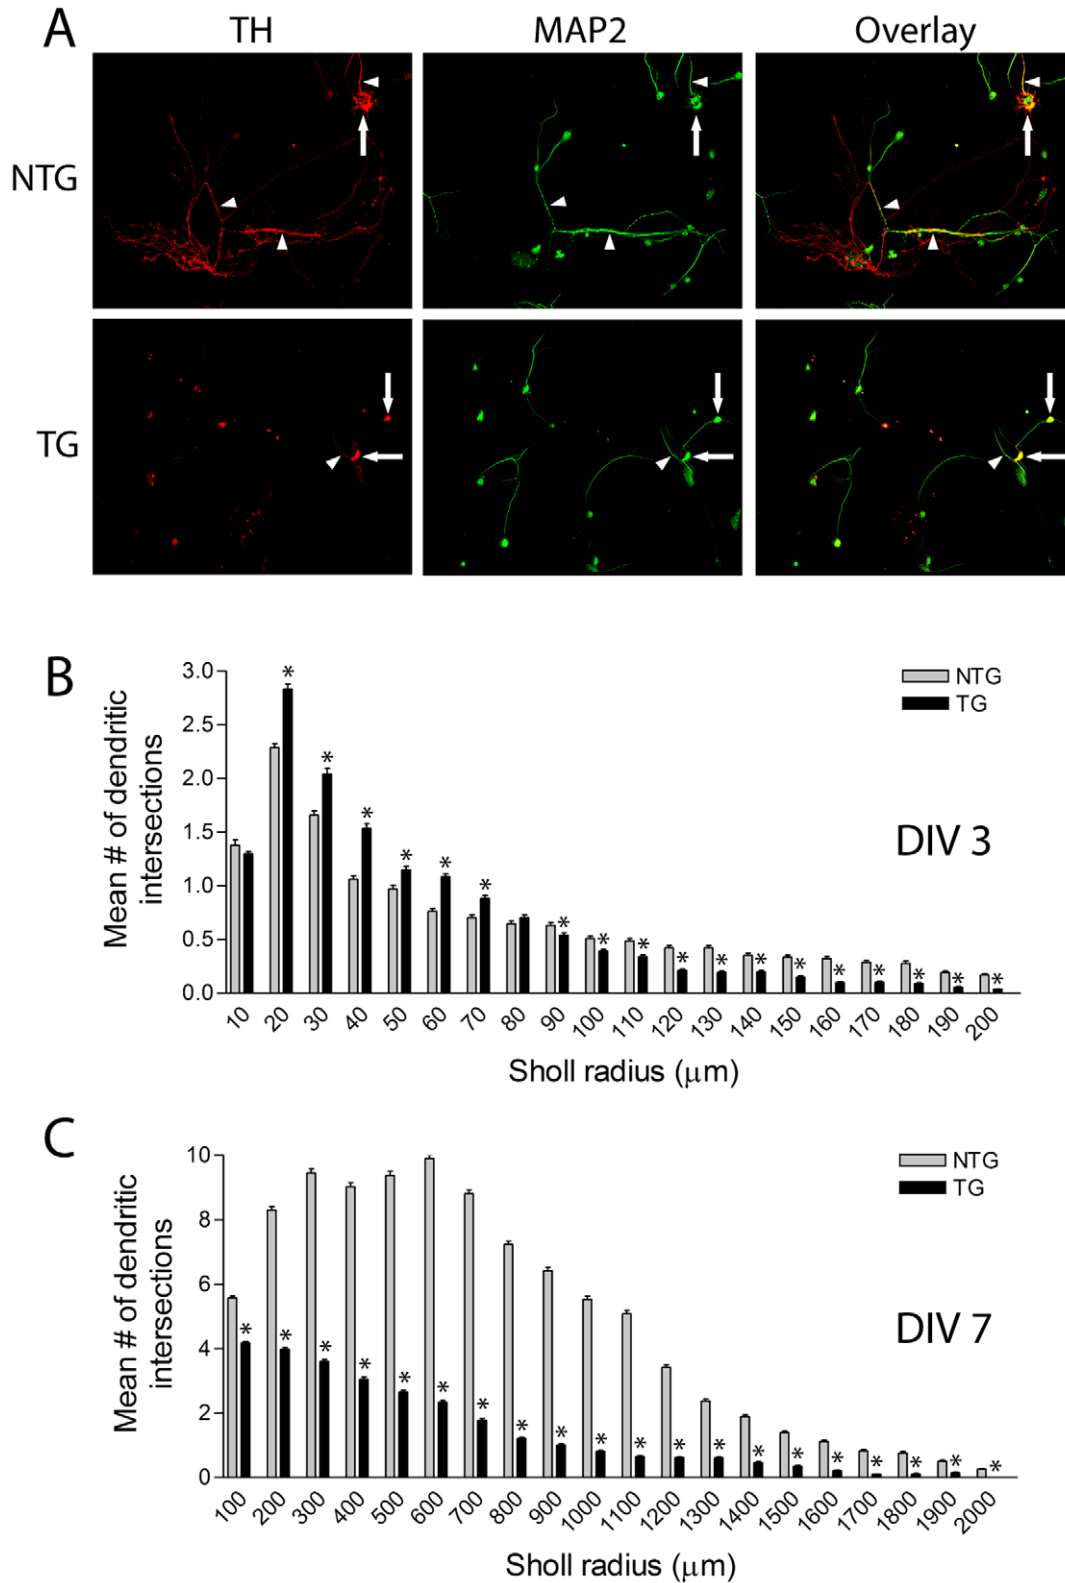 A
TH
MAP2
Overlay
NTG
TG
B
Mean # of dendritic
intersections
3.0
2.5
2.0
1.5
1.0
0.5
0.0
* * * * * * * * * * * * * * * * * *
NTG
TG
DIV 3
10 20 30 40 50 60 70 80 90 100 110 120 130 140 150 160 170 180 190 200
Sholl radius (μm)
C
Mean # of dendritic
intersections
10
8
6
4
2
0
* * * * * * * * * * * * * * * * * * * *
NTG
TG
DIV 7
100 200 300 400 500 600 700 800 900 1000 1100 1200 1300 1400 1500 1600 1700 1800 1900 2000
Sholl radius (μm)